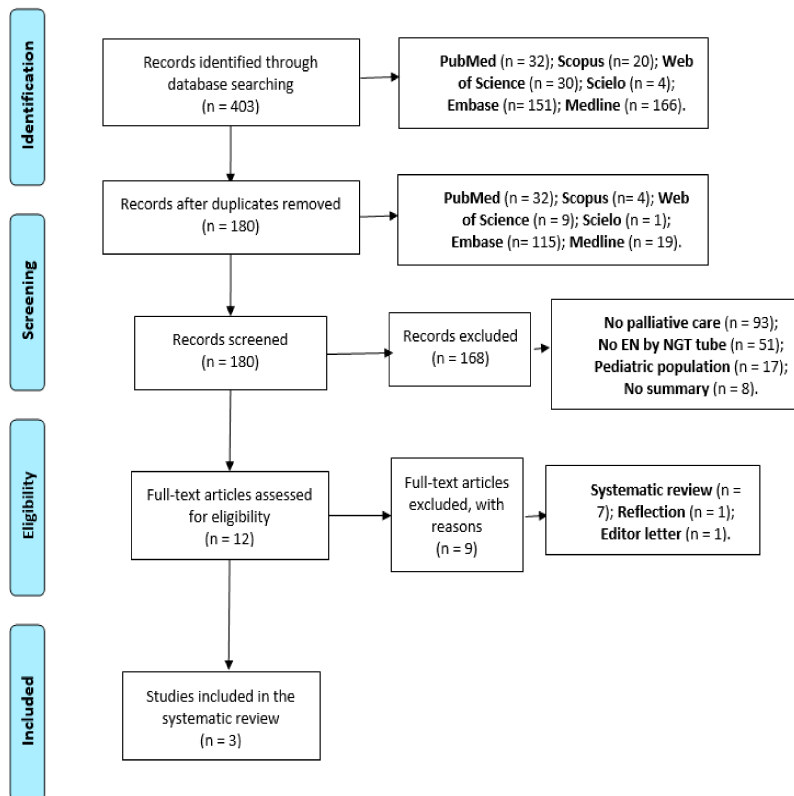 Identification
Records identified through
database searching
(n = 403)
PubMed (n = 32); Scopus (n= 20); Web
of Science (n = 30); Scielo (n = 4);
Embase (n= 151); Medline (n = 166).
Records after duplicates removed
(n = 180)
PubMed (n = 32); Scopus (n= 4); Web
of Science (n = 9); Scielo (n = 1);
Embase (n= 115); Medline (n = 19).
Screening
Records screened
(n = 180)
Records excluded
(n = 168)
No palliative care (n = 93);
No EN by NGT tube (n = 51);
Pediatric population (n = 17);
No summary (n = 8).
Eligibility
Full-text articles assessed
for eligibility
(n = 12)
Full-text articles
excluded, with
reasons
(n = 9)
Systematic review (n =
7); Reflection (n = 1);
Editor letter (n = 1).
Included
Studies included in the
systematic review
(n = 3)